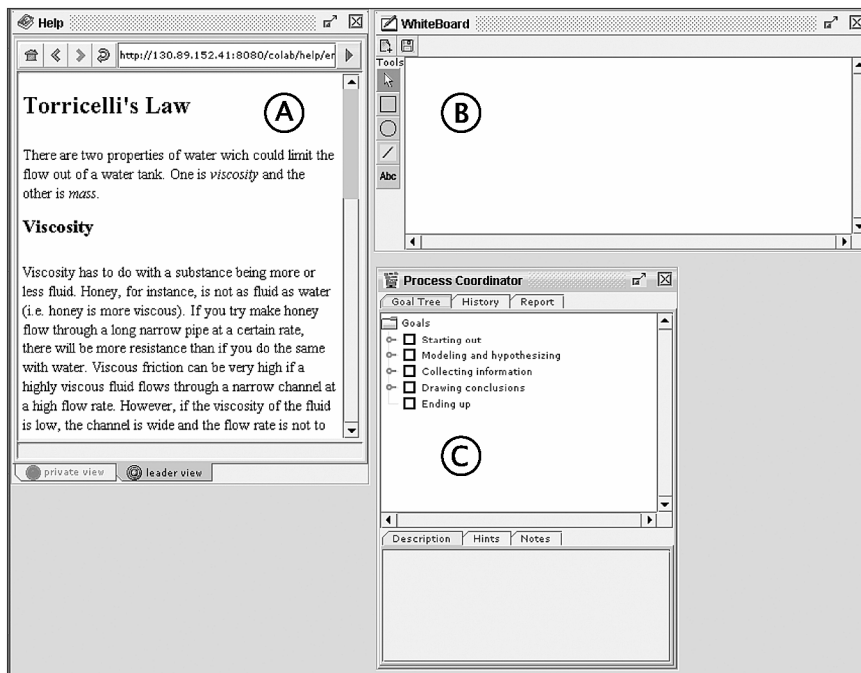 Help
http://130.89.152.41:8080/colab/help/er
Torricelli's Law
A
There are two properties of water wich could limit the
flow out of a water tank. One is viscosity and the
other is mass.
Viscosity
Viscosity has to do with a substance being more or
less fluid. Honey, for instance, is not as fluid as water
(i.e. honey is more viscous). If you try make honey
flow through a long narrow pipe at a certain rate,
there will be more resistance than if you do the same
with water. Viscous friction can be very high if a
highly viscous fluid flows through a narrow channel at
a high flow rate. However, if the viscosity of the fluid
is low, the channel is wide and the flow rate is not to
private view
leader view
WhiteBoard
Tools
Abc
B
Process Coordinator
Goal Tree
History
Report
Goals
Starting out
Modeling and hypothesizing
Collecting information
Drawing conclusions
Ending up
C
Description
Hints
Notes